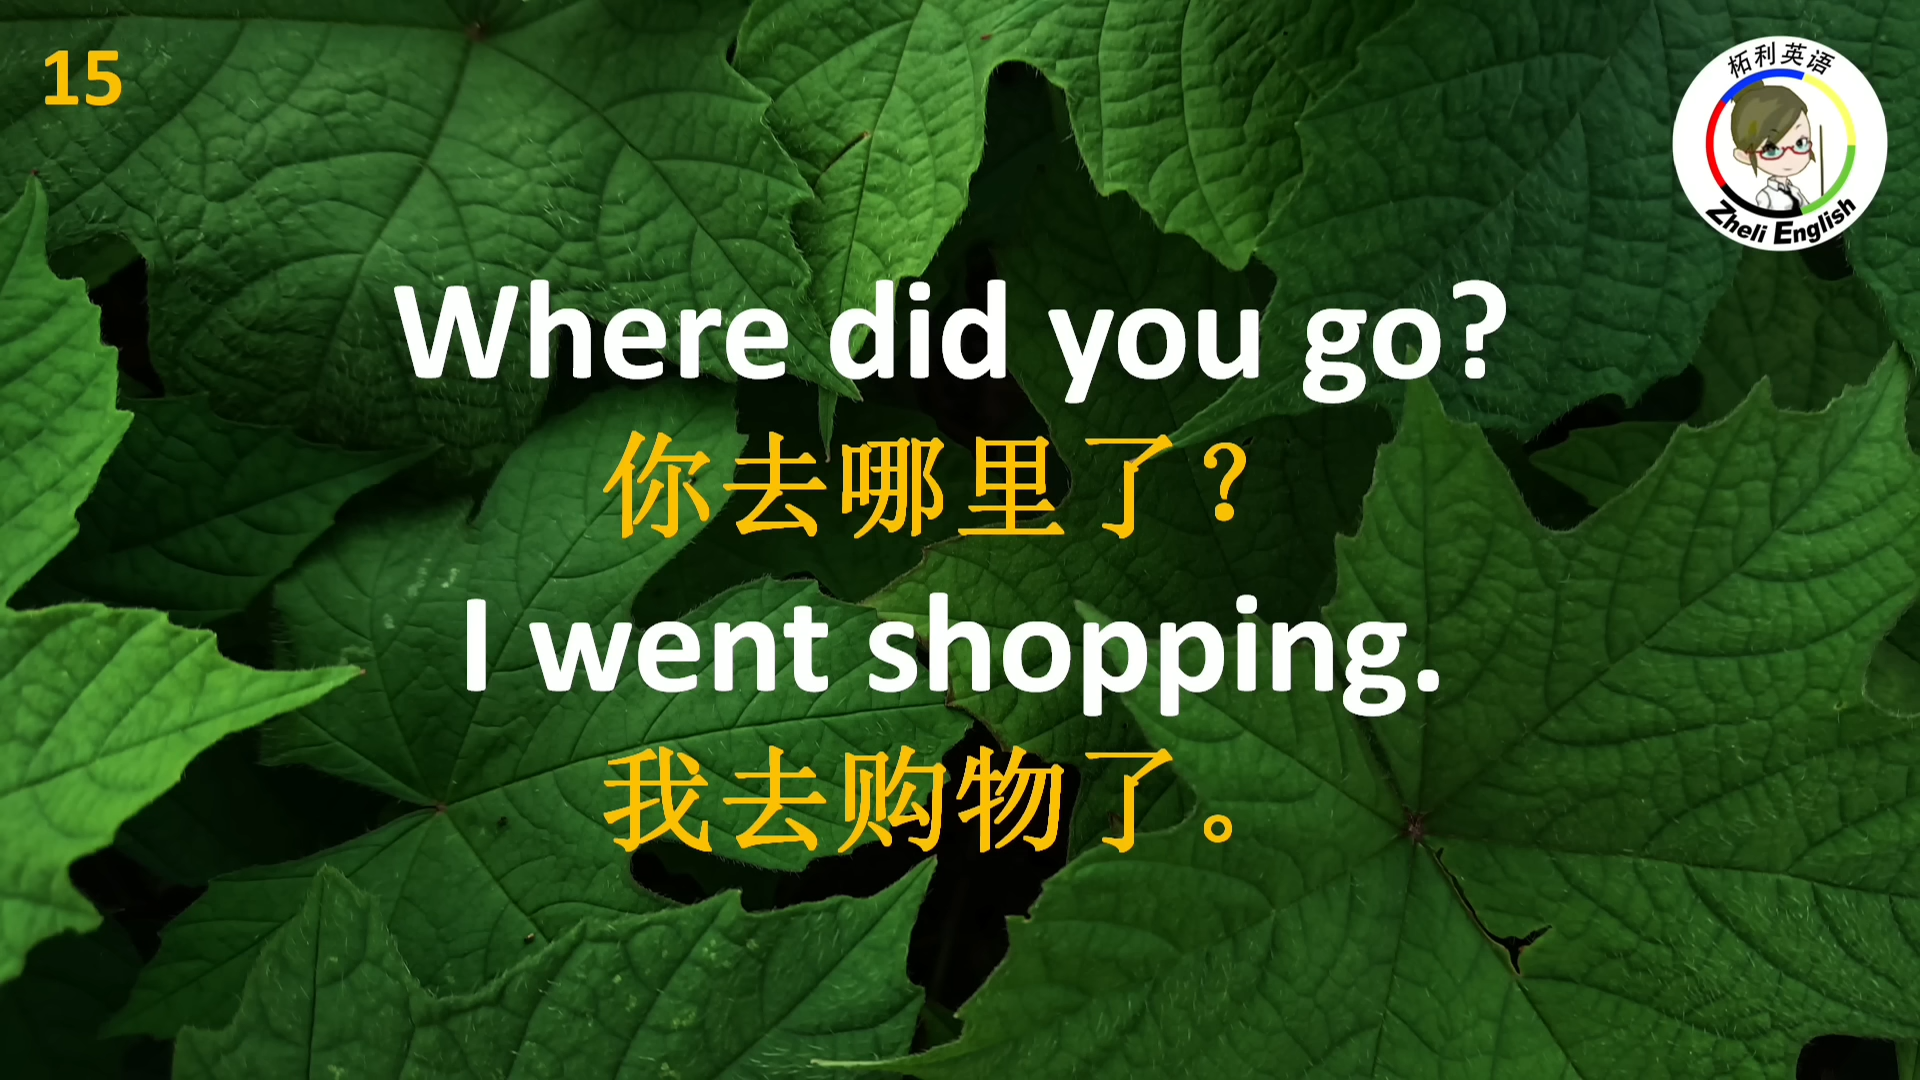 15
柘利英语
Zheli English
Where did you go?
你去哪里了？
I went shopping.
我去购物了。